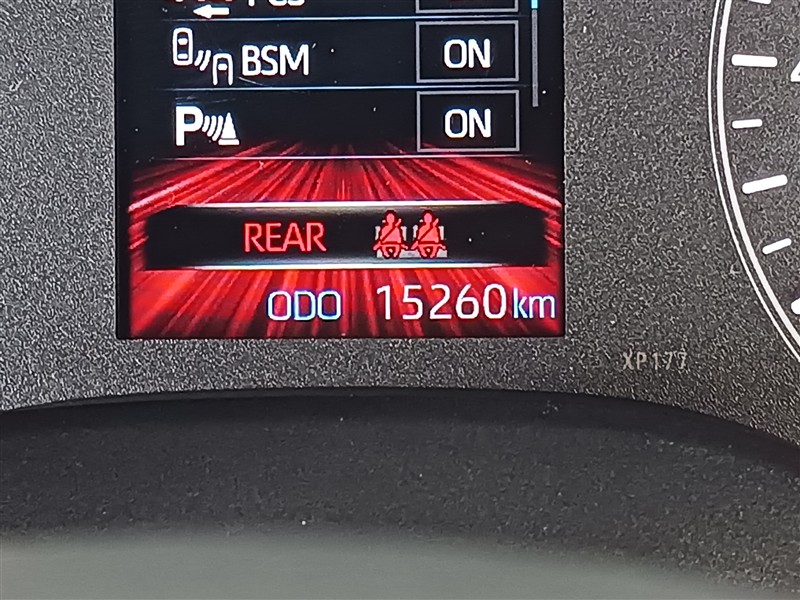 BSM ON
P ON
REAR
ODO 15260km
XP177